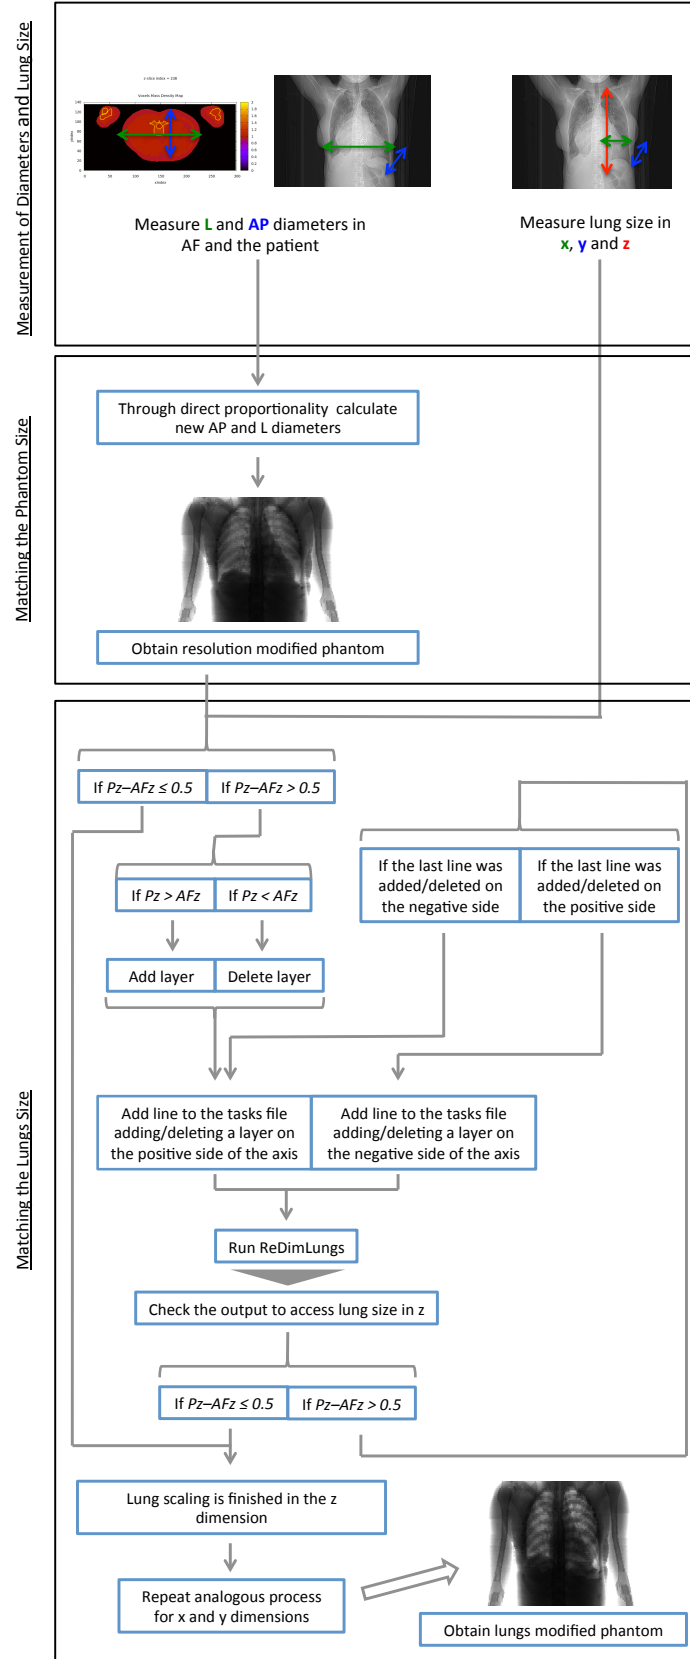 Measurement of Diameters and Lung Size
z slice index = 108
Voxels Mass Density Map
Measure L and AP diameters in
AF and the patient
Measure lung size in
x, y and z
Matching the Phantom Size
Through direct proportionality calculate
new AP and L diameters
Obtain resolution modified phantom
Matching the Lungs Size
If Pz–AFz ≤ 0.5
If Pz–AFz > 0.5
If Pz > AFz
If Pz < AFz
Add layer
Delete layer
If the last line was
added/deleted on
the negative side
If the last line was
added/deleted on
the positive side
Add line to the tasks file
adding/deleting a layer on
the positive side of the axis
Add line to the tasks file
adding/deleting a layer on
the negative side of the axis
Run ReDimLungs
Check the output to access lung size in z
If Pz–AFz ≤ 0.5
If Pz–AFz > 0.5
Lung scaling is finished in the z
dimension
Repeat analogous process
for x and y dimensions
Obtain lungs modified phantom